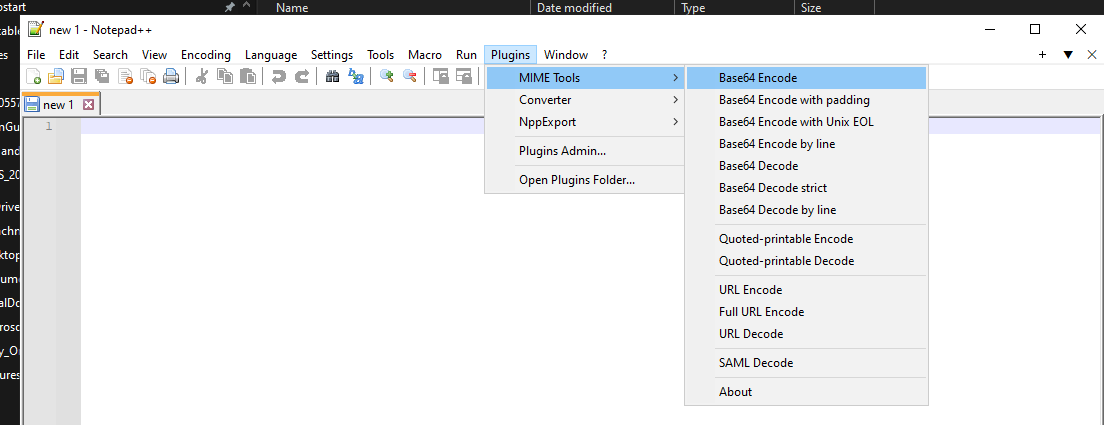 pstart
Name
Date modified
Type
Size
new 1 - Notepad++
File Edit Search View Encoding Language Settings Tools Macro Run Plugins Window ?
new 1
1
MIME Tools
Converter
NppExport
Plugins Admin...
Open Plugins Folder...
Base64 Encode
Base64 Encode with padding
Base64 Encode with Unix EOL
Base64 Encode by line
Base64 Decode
Base64 Decode strict
Base64 Decode by line
Quoted-printable Encode
Quoted-printable Decode
URL Encode
Full URL Encode
URL Decode
SAML Decode
About